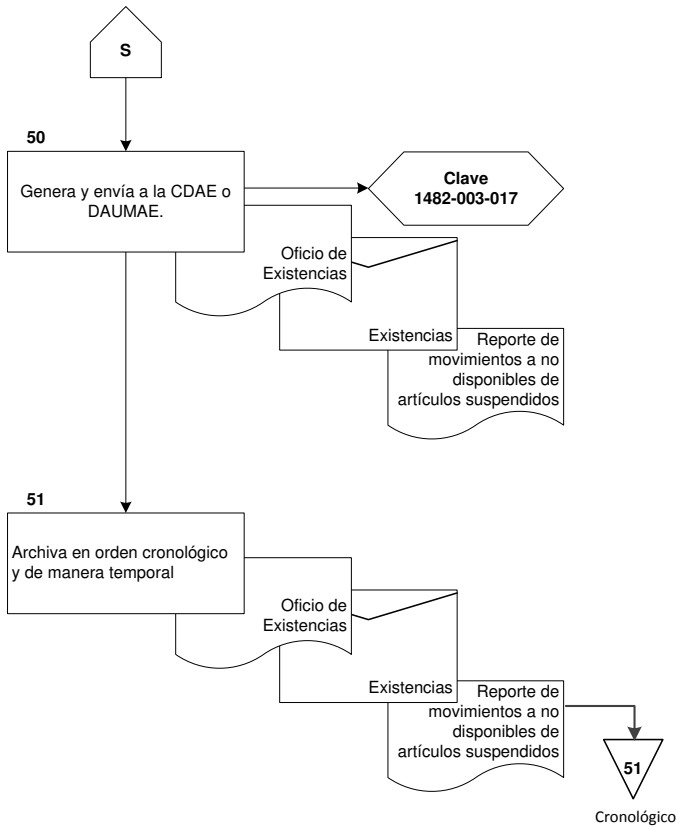 S
50
Genera y envía a la CDAE o
DAUMAE.
Clave
1482-003-017
Oficio de
Existencias
Existencias
Reporte de
movimientos a no
disponibles de
artículos suspendidos
51
Archiva en orden cronológico
y de manera temporal
Oficio de
Existencias
Existencias
Reporte de
movimientos a no
disponibles de
artículos suspendidos
51
Cronológico